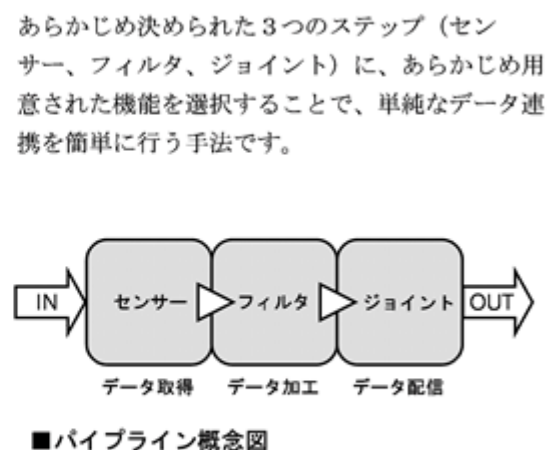 あらかじめ決められた３つのステップ（セン
サー、フィルタ、ジョイント）に、あらかじめ用
意された機能を選択することで、単純なデータ連
携を簡単に行う手法です。
IN センサー フィルタ ジョイント OUT
データ取得 データ加工 データ配信
■パイプライン概念図